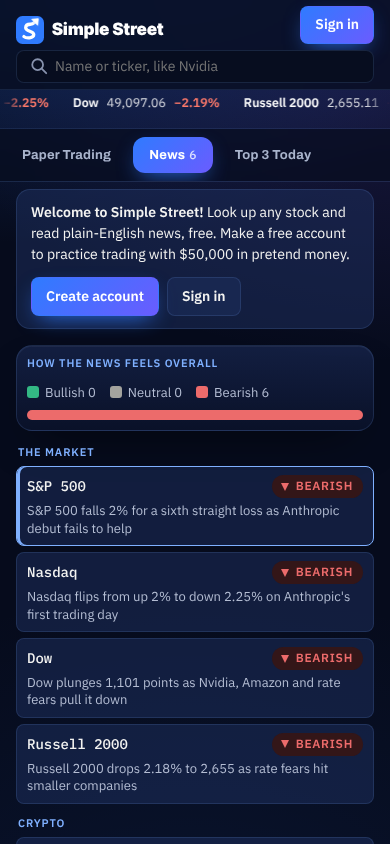 Simple Street
Sign in
Name or ticker, like Nvidia
−2.25% Dow 49,097.06 −2.19% Russell 2000 2,655.11
Paper Trading News 6 Top 3 Today
Welcome to Simple Street! Look up any stock and
read plain-English news, free. Make a free account
to practice trading with $50,000 in pretend money.
Create account Sign in
HOW THE NEWS FEELS OVERALL
Bullish 0 Neutral 0 Bearish 6
THE MARKET
S&P 500 ▼ BEARISH
S&P 500 falls 2% for a sixth straight loss as Anthropic
debut fails to help
Nasdaq ▼ BEARISH
Nasdaq flips from up 2% to down 2.25% on Anthropic's
first trading day
Dow ▼ BEARISH
Dow plunges 1,101 points as Nvidia, Amazon and rate
fears pull it down
Russell 2000 ▼ BEARISH
Russell 2000 drops 2.18% to 2,655 as rate fears hit
smaller companies
CRYPTO